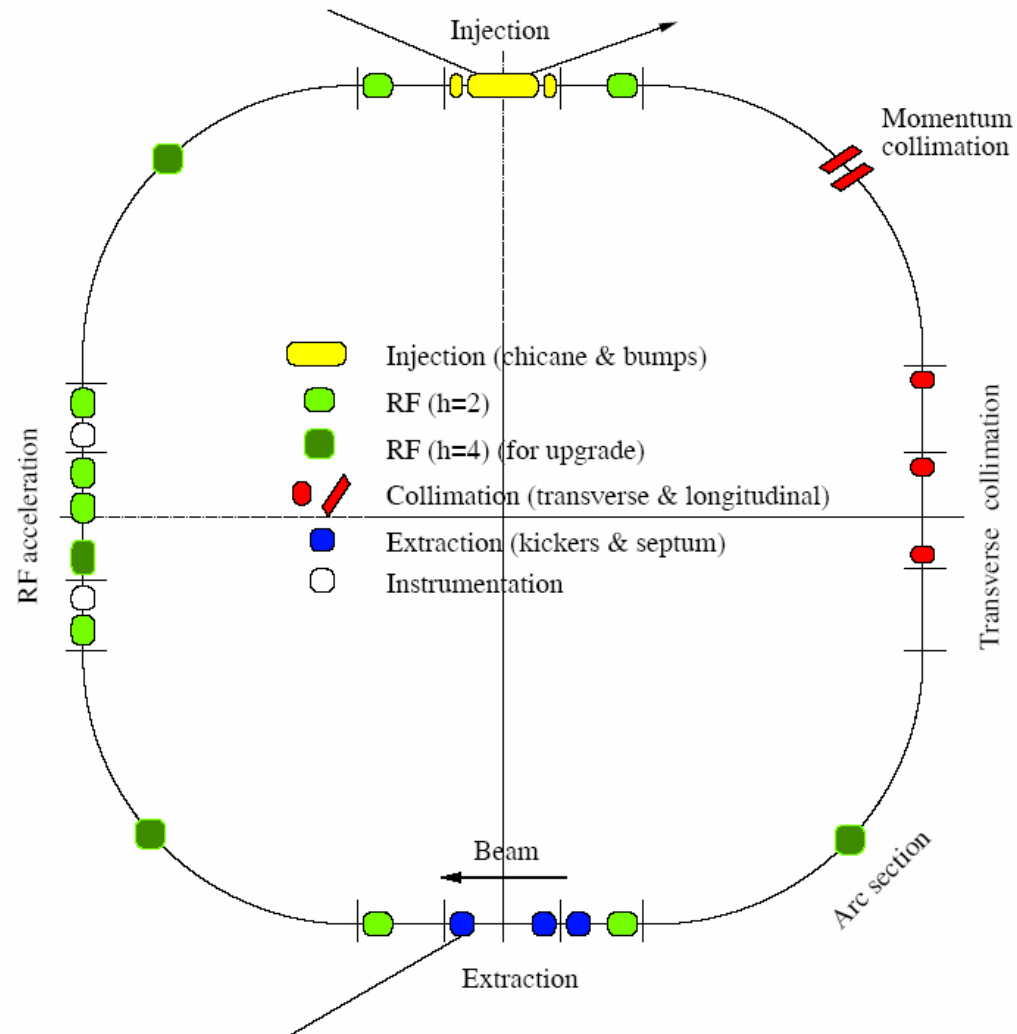 Injection
Momentum
collimation
Injection (chicane & bumps)
RF (h=2)
RF (h=4) (for upgrade)
Collimation (transverse & longitudinal)
Extraction (kickers & septum)
Instrumentation
RF acceleration
Transverse collimation
Beam
Arc section
Extraction